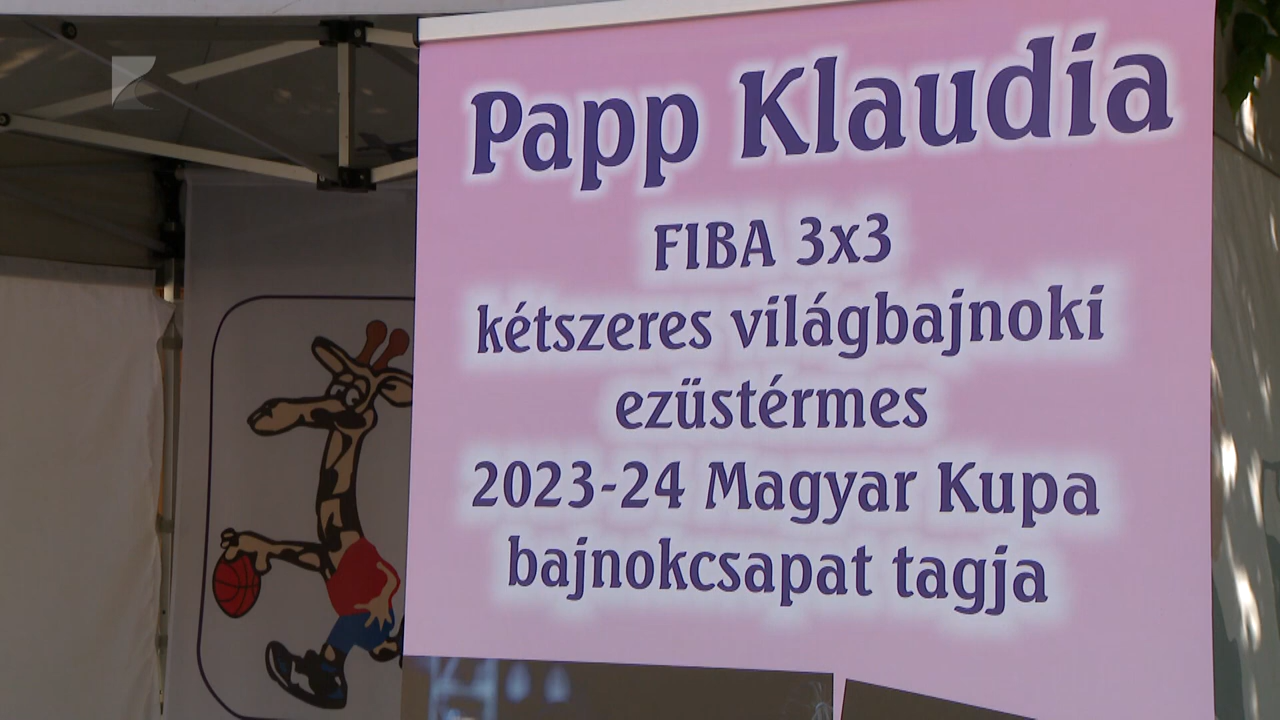 Papp Klaudia
FIBA 3x3
kétszeres világbajnoki
ezüstérmes
2023-24 Magyar Kupa
bajnokcsapat tagja